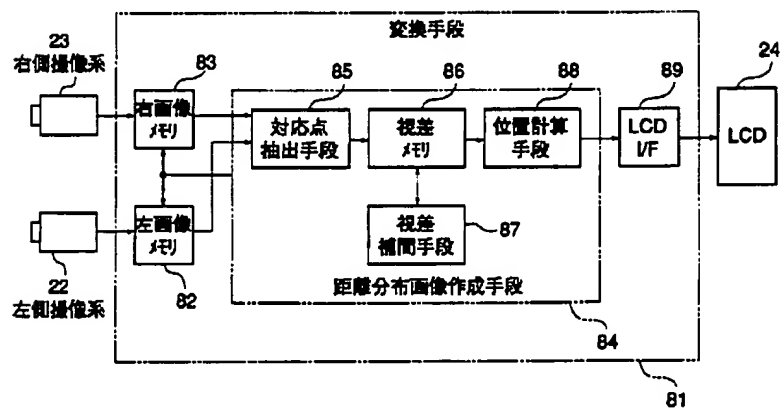 変換手段
23
右側撮像系
83
右画像
メモリ
85
対応点
抽出手段
86
視差
メモリ
88
位置計算
手段
89
LCD
I/F
24
LCD
22
左側撮像系
左画像
メモリ
82
視差
補間手段
87
距離分布画像作成手段
84
81